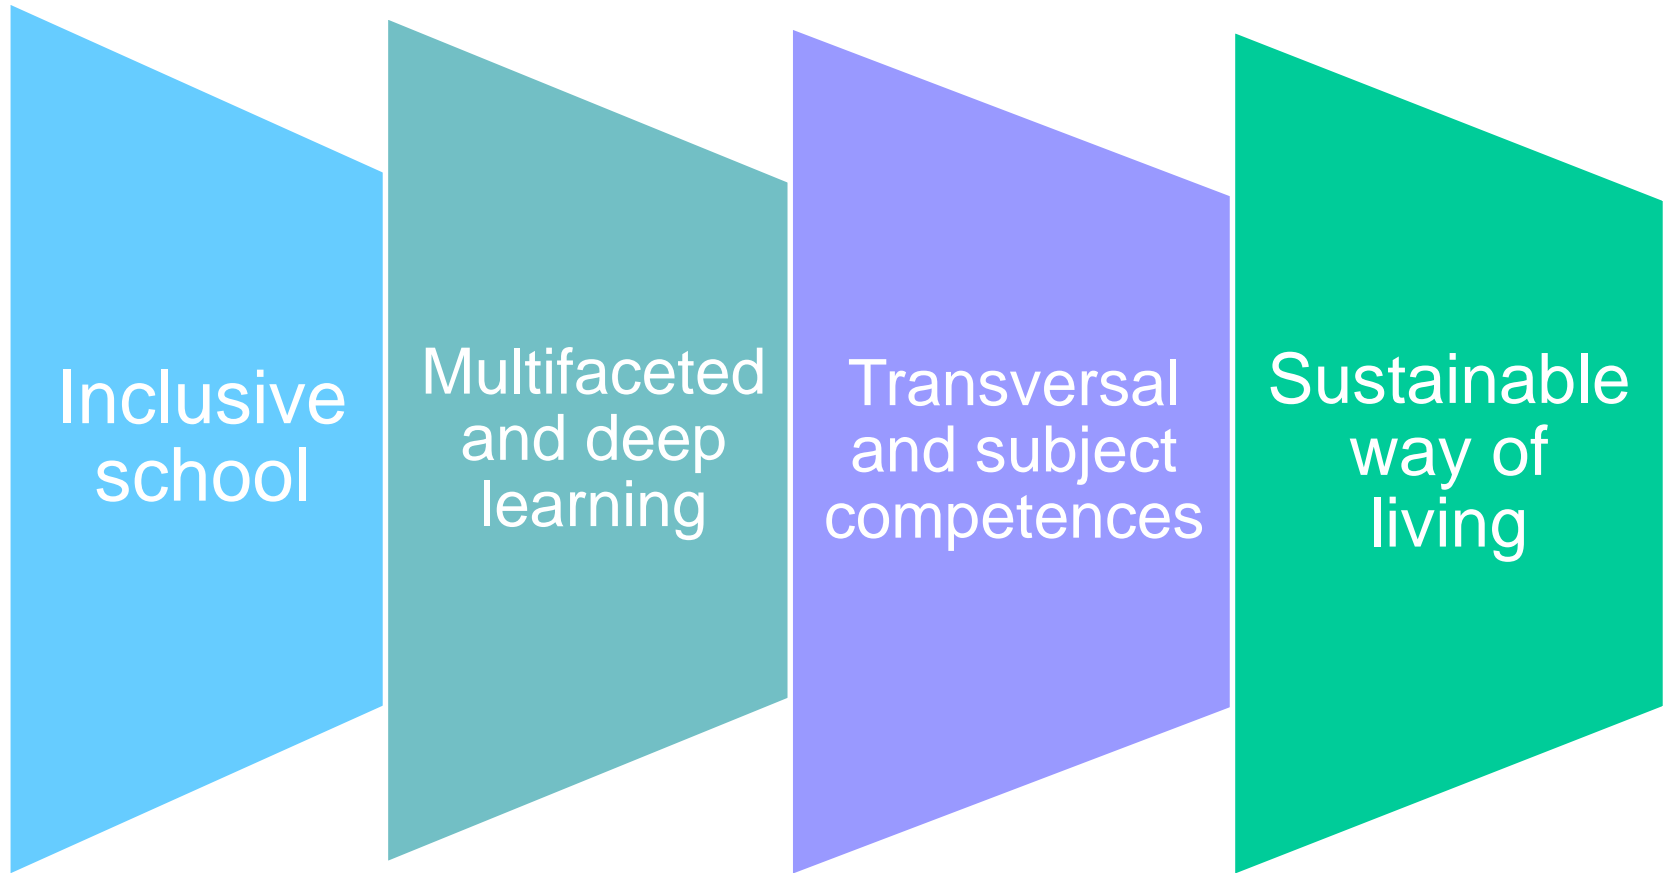 Inclusive
school
Multifaceted
and deep
learning
Transversal
and subject
competences
Sustainable
way of
living